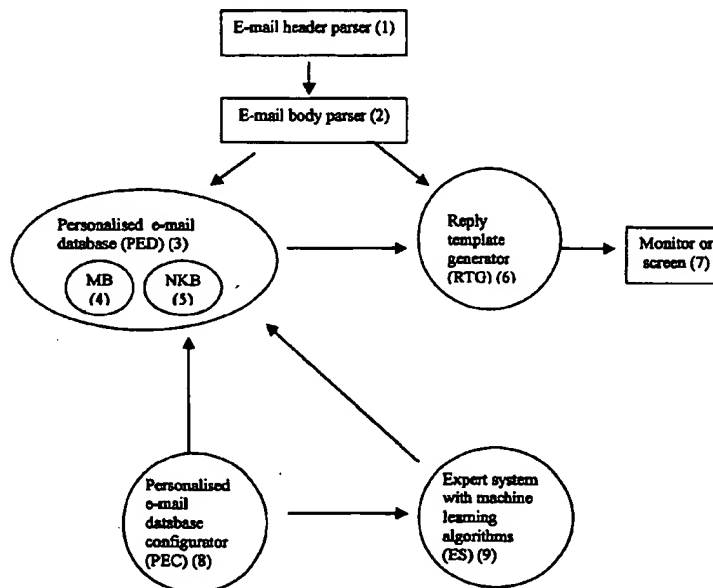 E-mail header parser (1)
E-mail body parser (2)
Personalised e-mail
database (PED) (3)
MB
(4)
NKB
(5)
Reply
template
generator
(RTG) (6)
Monitor or
screen (7)
Personalised
e-mail
database
configurator
(PEC) (8)
Expert system
with machine
learning
algorithms
(ES) (9)